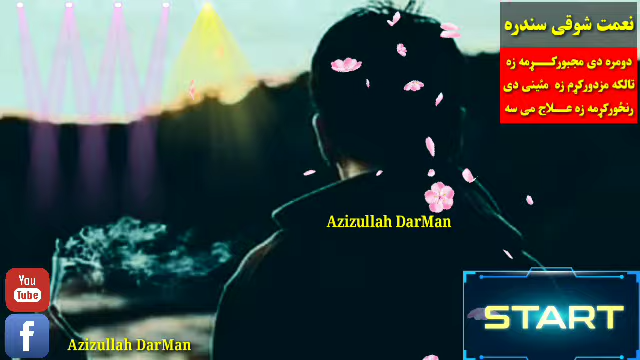 نعمت شوقی سندره
دومره دی مجبورکـــړمه زه
تالکه مزدورکړم زه مئینی دی
رنځورکړمه زه عـــلاج می سه
Azizullah DarMan
You
Tube
START
f
Azizullah DarMan